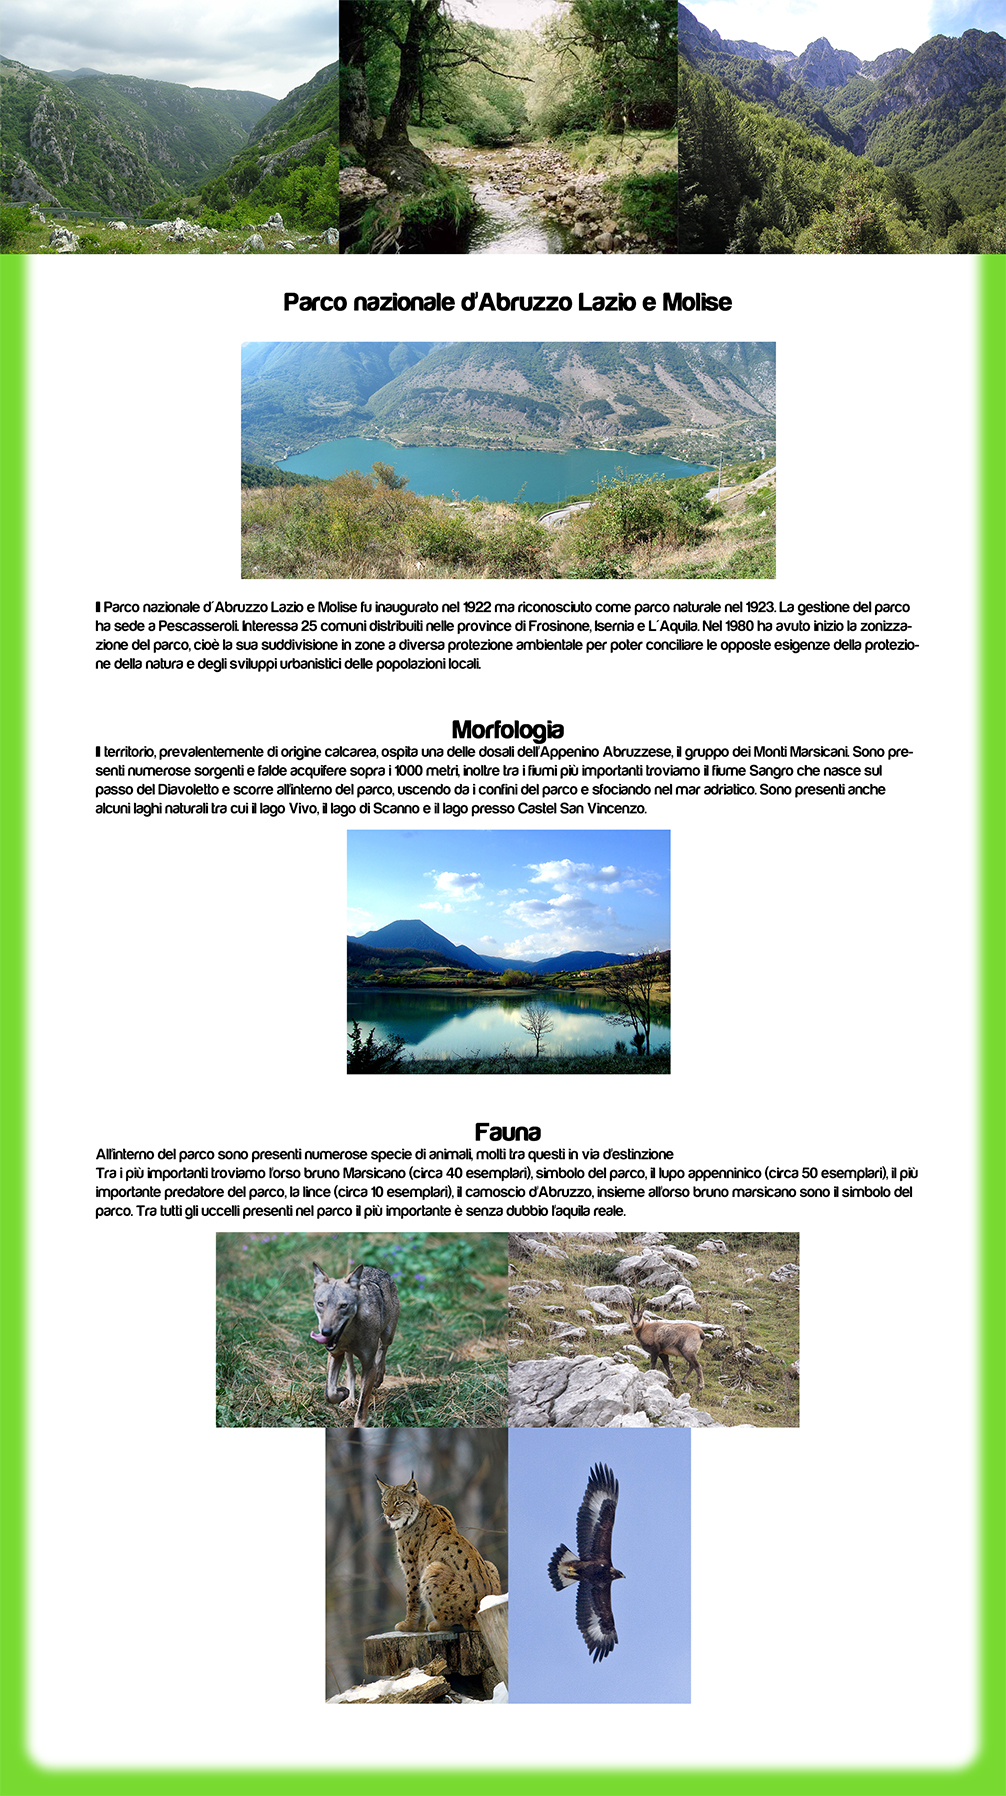 Parco nazionale d'Abruzzo Lazio e Molise
Il Parco nazionale d´Abruzzo Lazio e Molise fu inaugurato nel 1922 ma riconosciuto come parco naturale nel 1923. La gestione del parco
ha sede a Pescasseroli. Interessa 25 comuni distribuiti nelle province di Frosinone, Isernia e L´Aquila. Nel 1980 ha avuto inizio la zonizza-
zione del parco, cioè la sua suddivisione in zone a diversa protezione ambientale per poter conciliare le opposte esigenze della protezio-
ne della natura e degli sviluppi urbanistici delle popolazioni locali.
Morfologia
Il territorio, prevalentemente di origine calcarea, ospita una delle dosali dell'Appenino Abruzzese, il gruppo dei Monti Marsicani. Sono pre-
senti numerose sorgenti e falde acquifere sopra i 1000 metri, inoltre tra i fiumi più importanti troviamo il fiume Sangro che nasce sul
passo del Diavoletto e scorre all'interno del parco, uscendo da i confini del parco e sfociando nel mar adriatico. Sono presenti anche
alcuni laghi naturali tra cui il lago Vivo, il lago di Scanno e il lago presso Castel San Vincenzo.
Fauna
All'interno del parco sono presenti numerose specie di animali, molti tra questi in via d'estinzione
Tra i più importanti troviamo l'orso bruno Marsicano (circa 40 esemplari), simbolo del parco, il lupo appenninico (circa 50 esemplari), il più
importante predatore del parco, la lince (circa 10 esemplari), il camoscio d'Abruzzo, insieme all'orso bruno marsicano sono il simbolo del
parco. Tra tutti gli uccelli presenti nel parco il più importante è senza dubbio l'aquila reale.